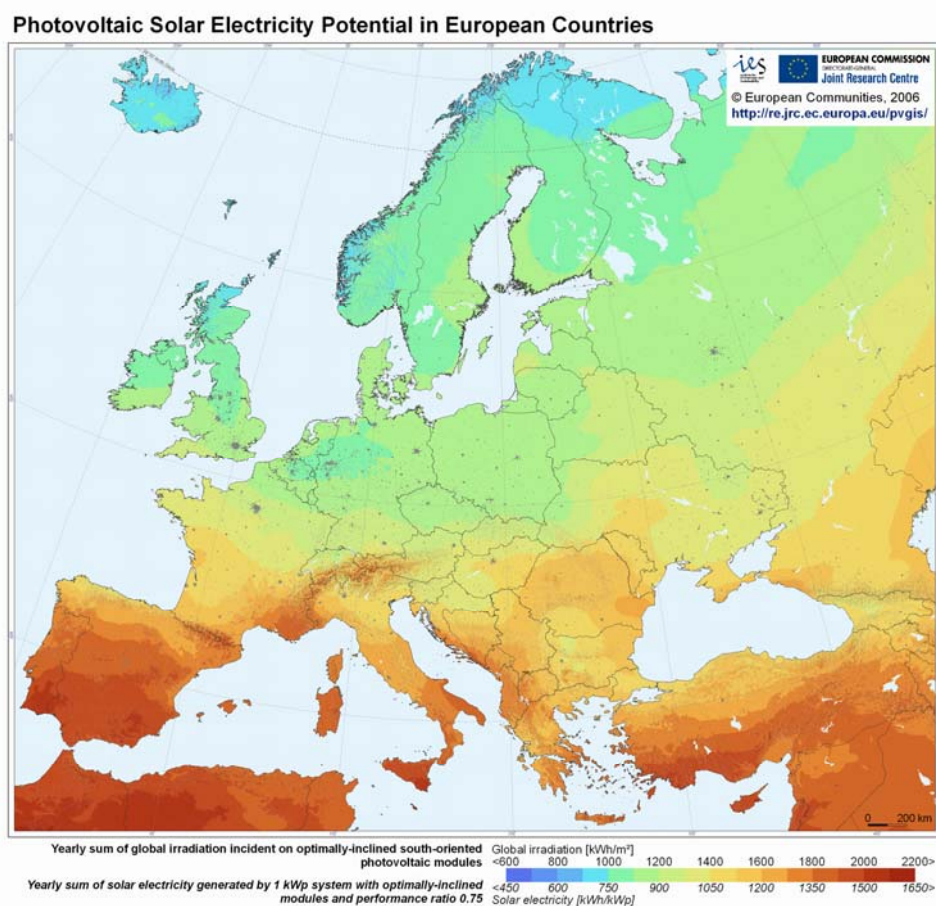 Photovoltaic Solar Electricity Potential in European Countries
ies
EUROPEAN COMMISSION
DIRECTORATE-GENERAL
Joint Research Centre
© European Communities, 2006
http://re.jrc.ec.europa.eu/pvgis/
0 200 km
Yearly sum of global irradiation incident on optimally-inclined south-oriented
photovoltaic modules
Global irradiation [kWh/m²]
<600 800 1000 1200 1400 1600 1800 2000 2200>
Yearly sum of solar electricity generated by 1 kWp system with optimally-inclined
modules and performance ratio 0.75
<450 600 750 900 1050 1200 1350 1500 1650>
Solar electricity [kWh/kWp]